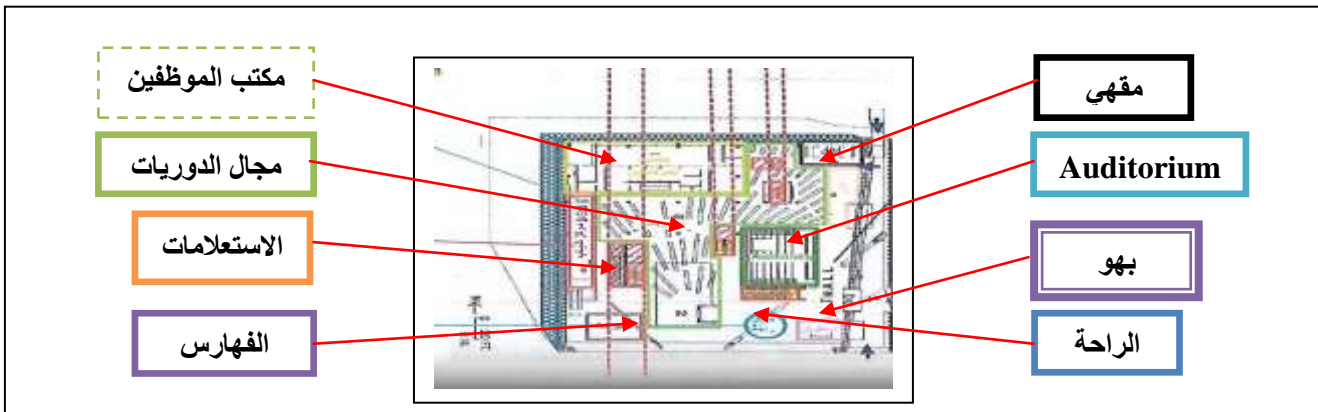 مكتب الموظفين
مقهي
مجال الدوريات
Auditorium
الاستعلامات
بهو
الفهارس
الراحة